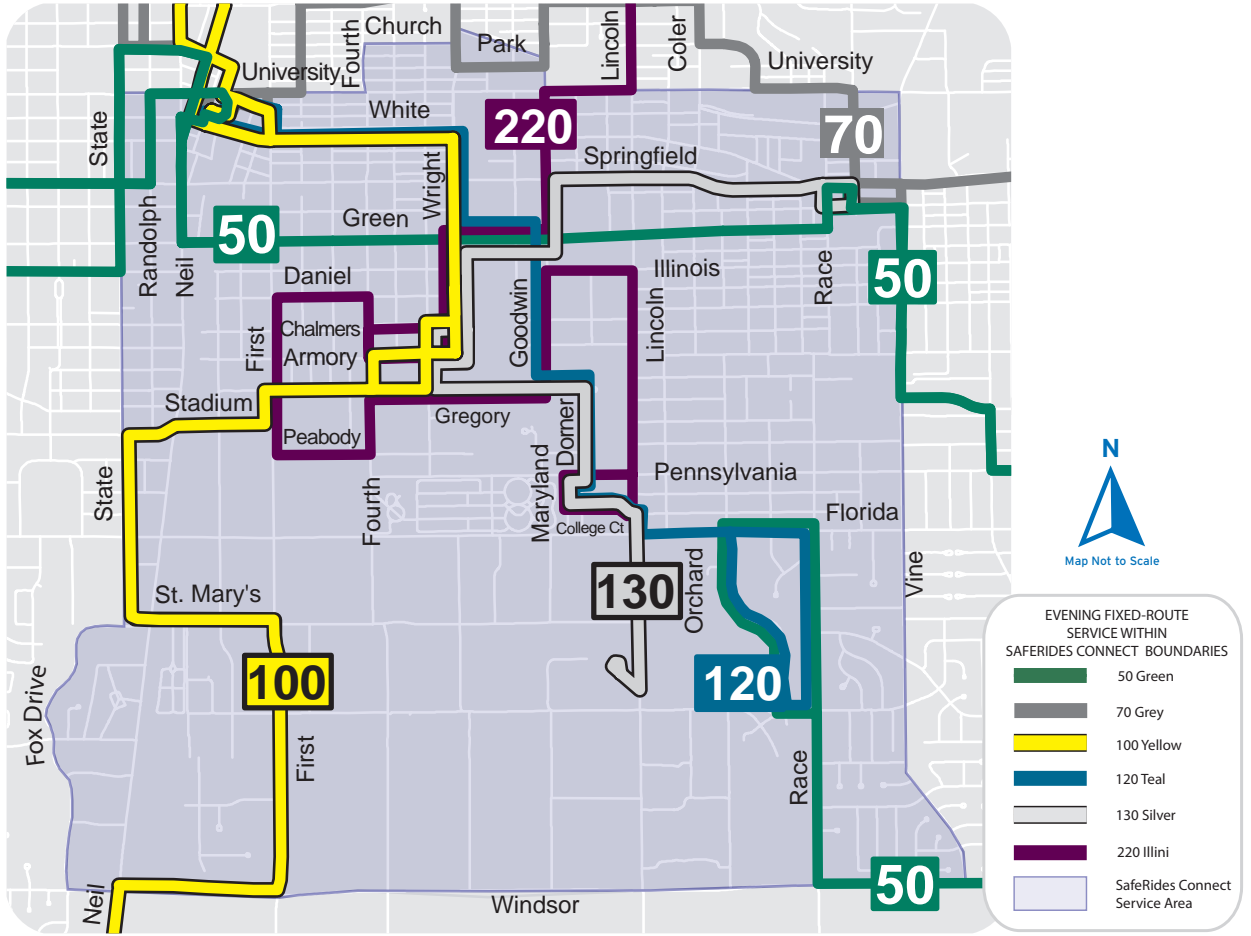 Church
Fourth
Park
Lincoln
Coler
University
University
White
220
70
State
Springfield
Wright
Randolph
Neil
Green
50
50
Race
Daniel
Illinois
Goodwin
Lincoln
First
Chalmers
Armory
Stadium
Gregory
Dorner
Peabody
Maryland
Pennsylvania
State
Fourth
College Ct
Florida
Orchard
Vine
N
Map Not to Scale
130
St. Mary's
100
120
Fox Drive
First
Race
50
Neil
Windsor
EVENING FIXED-ROUTE
SERVICE WITHIN
SAFERIDES CONNECT BOUNDARIES
50 Green
70 Grey
100 Yellow
120 Teal
130 Silver
220 Illini
SafeRides Connect
Service Area